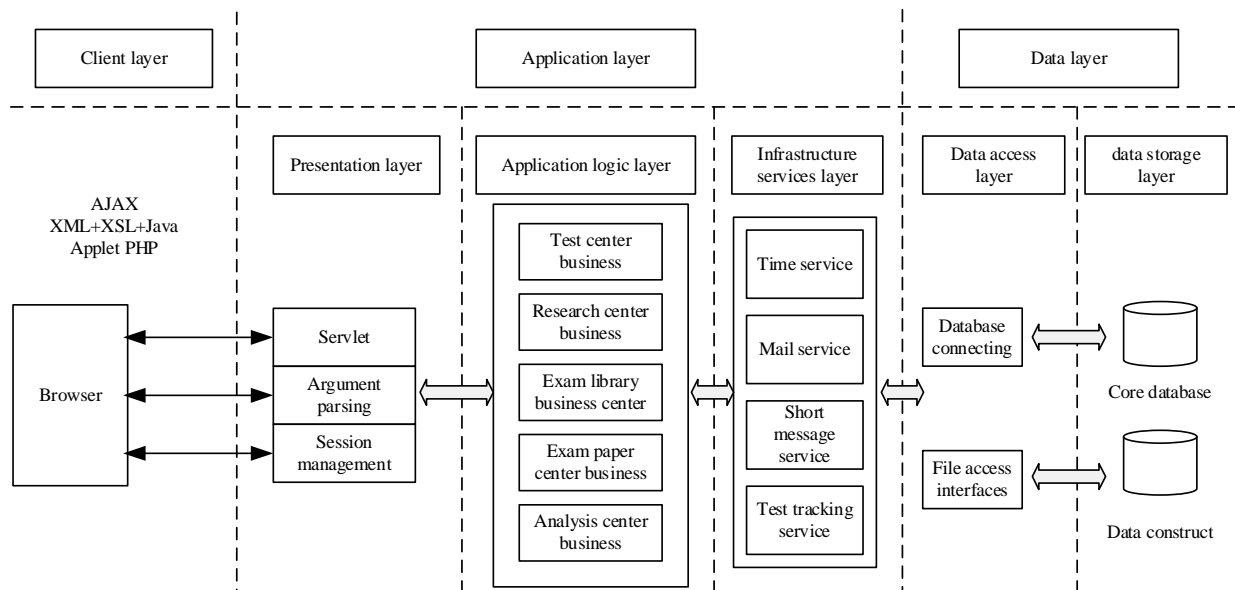 Client layer
Application layer
Data layer
Presentation layer
Application logic layer
Infrastructure
services layer
Data access
layer
data storage
layer
AJAX
XML+XSL+Java
Applet PHP
Browser
Servlet
Argument
parsing
Session
management
Test center
business
Research center
business
Exam library
business center
Exam paper
center business
Analysis center
business
Time service
Mail service
Short
message
service
Test tracking
service
Database
connecting
File access
interfaces
Core database
Data construct